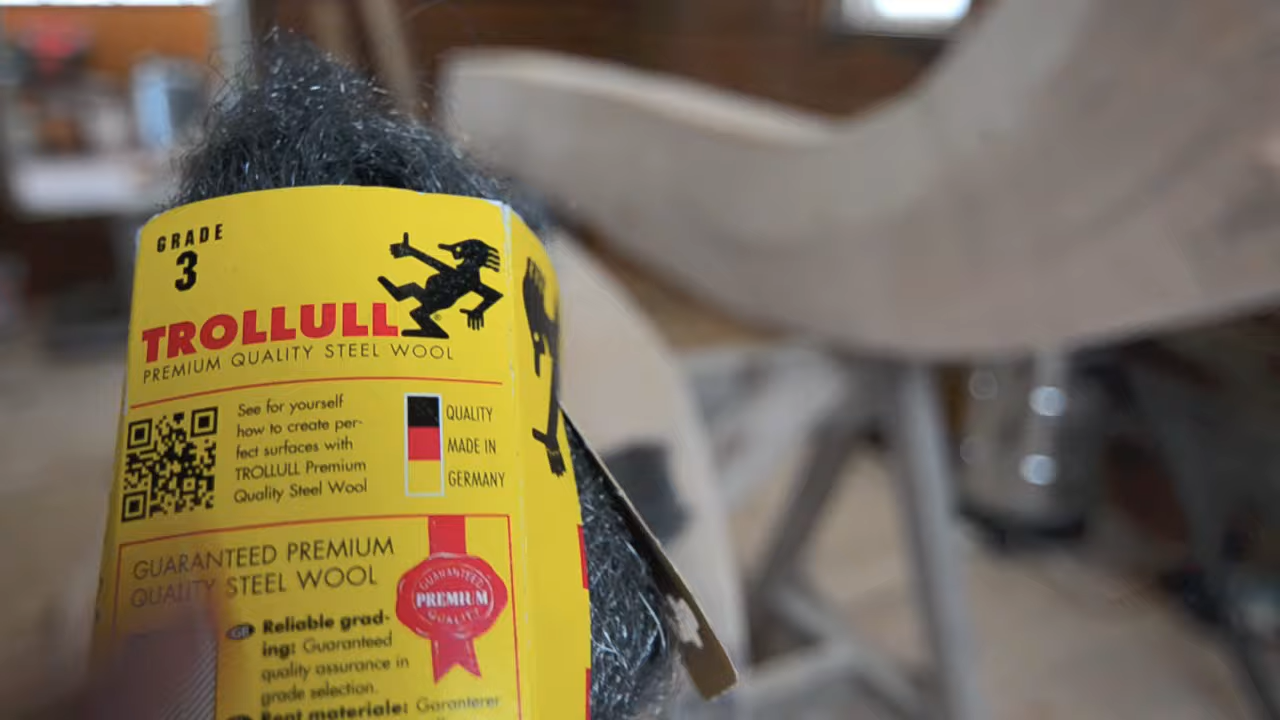 GRADE
3
TROLLULL
PREMIUM QUALITY STEEL WOOL
See for yourself
how to create per-
fect surfaces with
TROLLULL Premium
Quality Steel Wool
QUALITY
MADE IN
GERMANY
GUARANTEED PREMIUM
QUALITY STEEL WOOL
GUARANTEED
PREMIUM
QUALITY
GB Reliable grad-
ing: Guaranteed
quality assurance in
grade selection.
Rent materiale: Garanterer